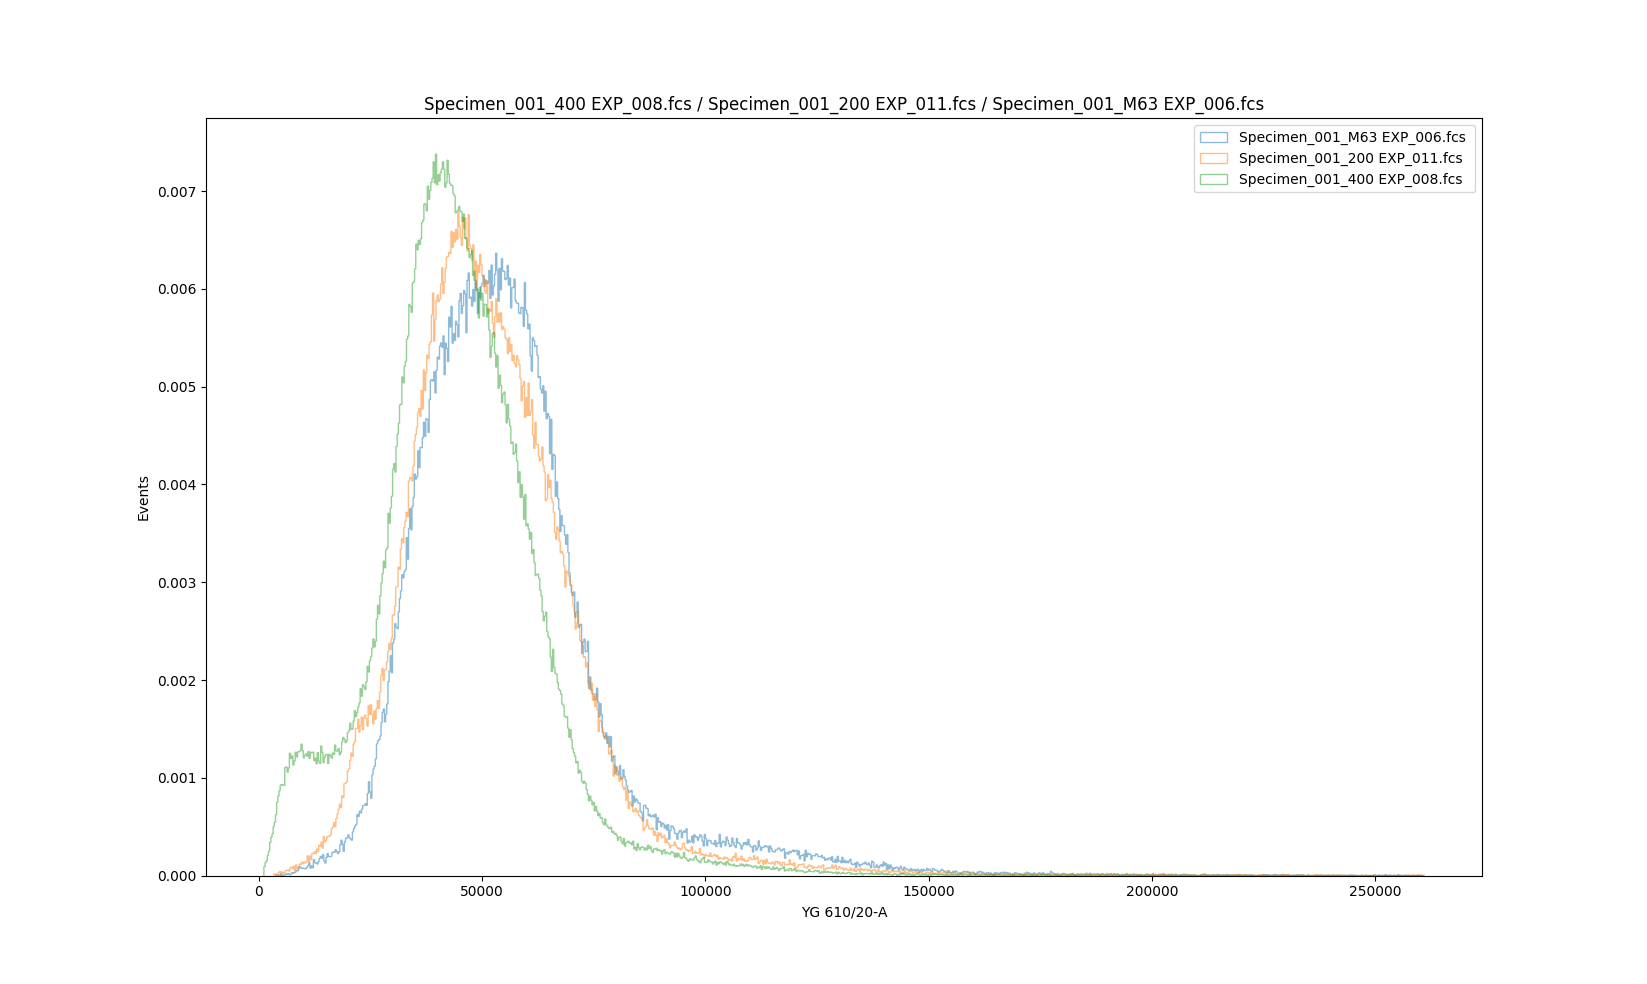 Specimen_001_400 EXP_008.fcs / Specimen_001_200 EXP_011.fcs / Specimen_001_M63 EXP_006.fcs
Specimen_001_M63 EXP_006.fcs
Specimen_001_200 EXP_011.fcs
Specimen_001_400 EXP_008.fcs
0.007
0.006
0.005
0.004
0.003
0.002
0.001
0.000
Events
0 50000 100000 150000 200000 250000
YG 610/20-A